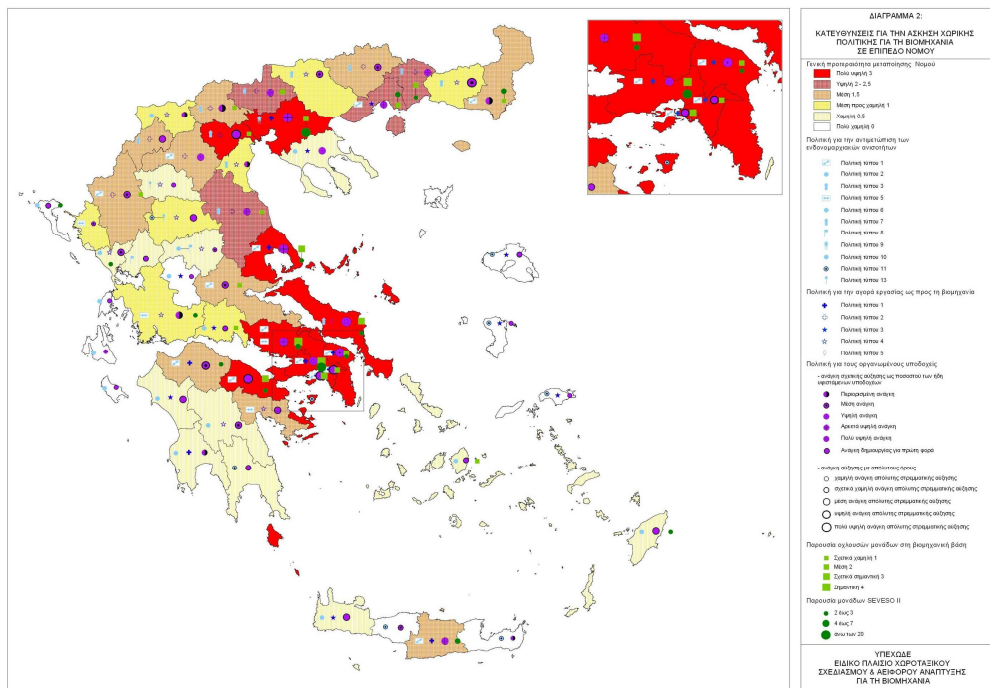 ΔΙΑΓΡΑΜΜΑ 2:
ΚΑΤΕΥΘΥΝΣΕΙΣ ΓΙΑ ΤΗΝ ΑΣΚΗΣΗ ΧΩΡΙΚΗΣ
ΠΟΛΙΤΙΚΗΣ ΓΙΑ ΤΗ ΒΙΟΜΗΧΑΝΙΑ
ΣΕ ΕΠΙΠΕΔΟ ΝΟΜΟΥ
Γενική προτεραιότητα μεταποίησης Νομού
Πολύ υψηλή 3
Υψηλή 2 - 2,5
Μέση 1,5
Μέση προς χαμηλή 1
Χαμηλή 0,5
Πολύ χαμηλή 0
Πολιτική για την αντιμετώπιση των
ενδονομαρχιακών ανισοτήτων
Πολιτική τύπου 1
Πολιτική τύπου 2
Πολιτική τύπου 3
Πολιτική τύπου 5
Πολιτική τύπου 6
Πολιτική τύπου 7
Πολιτική τύπου 8
Πολιτική τύπου 9
Πολιτική τύπου 10
Πολιτική τύπου 11
Πολιτική τύπου 13
Πολιτική για την αγορά εργασίας ως προς τη βιομηχανία
Πολιτική τύπου 1
Πολιτική τύπου 2
Πολιτική τύπου 3
Πολιτική τύπου 4
Πολιτική τύπου 5
Πολιτική για τους οργανωμένους υποδοχείς
- ανάγκη σχετικής αύξησης ως ποσοστού των ήδη
υφιστάμενων υποδοχέων
Περιορισμένη ανάγκη
Μέση ανάγκη
Υψηλή ανάγκη
Αρκετά υψηλή ανάγκη
Πολύ υψηλή ανάγκη
Ανάγκη δημιουργίας για πρώτη φορά
- ανάγκη αύξησης με απόλυτους όρους
χαμηλή ανάγκη απόλυτης στρεμματικής αύξησης
σχετικά χαμηλή ανάγκη απόλυτης στρεμματικής αύξησης
μέση ανάγκη απόλυτης στρεμματικής αύξησης
υψηλή ανάγκη απόλυτης στρεμματικής αύξησης
πολύ υψηλή ανάγκη απόλυτης στρεμματικής αύξησης
Παρουσία οχλουσών μονάδων στη βιομηχανική βάση
Σχετικά χαμηλή 1
Μέση 2
Σχετικά σημαντική 3
Σημαντική 4
Παρουσία μονάδων SEVESO II
2 έως 3
4 έως 7
άνω των 20
ΥΠΕΧΩΔΕ
ΕΙΔΙΚΟ ΠΛΑΙΣΙΟ ΧΩΡΟΤΑΞΙΚΟΥ
ΣΧΕΔΙΑΣΜΟΥ & ΑΕΙΦΟΡΟΥ ΑΝΑΠΤΥΞΗΣ
ΓΙΑ ΤΗ ΒΙΟΜΗΧΑΝΙΑ